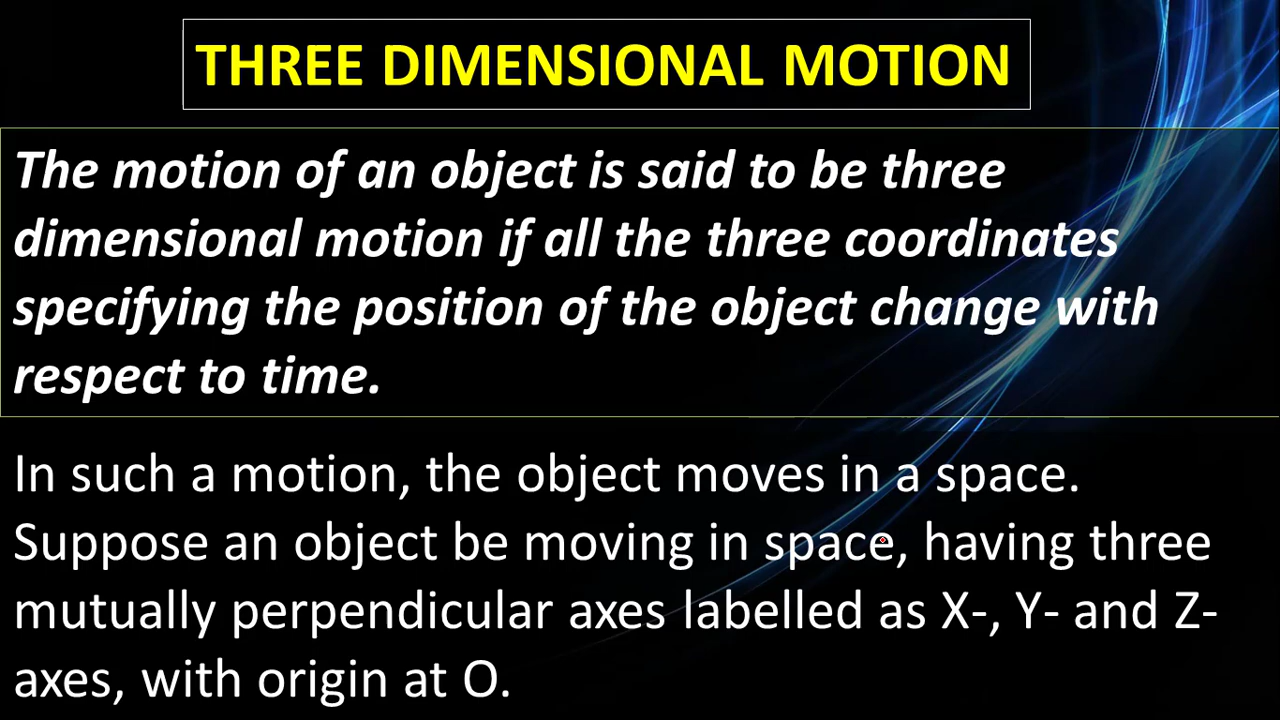 THREE DIMENSIONAL MOTION
The motion of an object is said to be three
dimensional motion if all the three coordinates
specifying the position of the object change with
respect to time.
In such a motion, the object moves in a space.
Suppose an object be moving in space, having three
mutually perpendicular axes labelled as X-, Y- and Z-
axes, with origin at O.